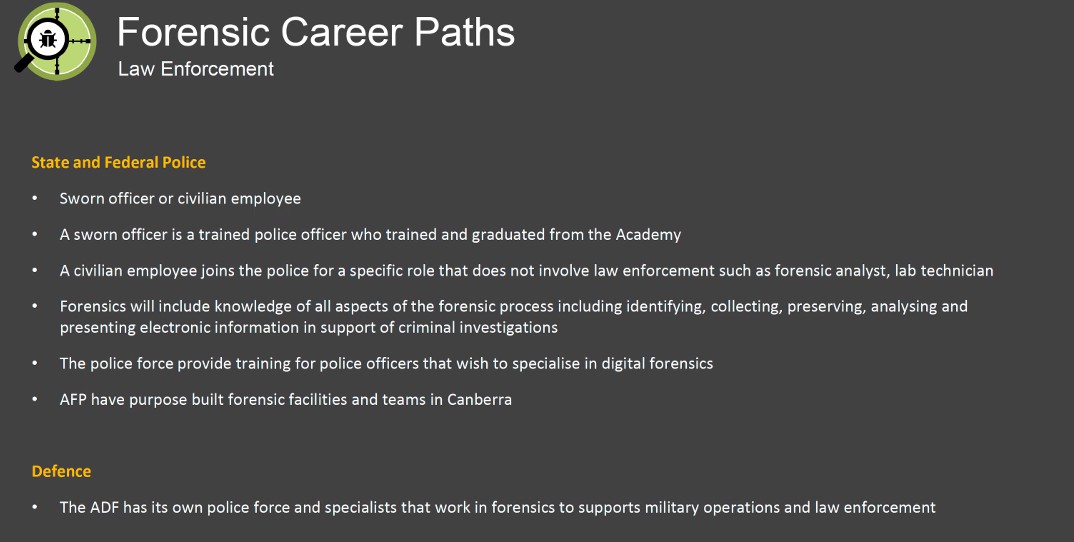 Forensic Career Paths
Law Enforcement
State and Federal Police
• Sworn officer or civilian employee
• A sworn officer is a trained police officer who trained and graduated from the Academy
• A civilian employee joins the police for a specific role that does not involve law enforcement such as forensic analyst, lab technician
• Forensics will include knowledge of all aspects of the forensic process including identifying, collecting, preserving, analysing and
presenting electronic information in support of criminal investigations
• The police force provide training for police officers that wish to specialise in digital forensics
• AFP have purpose built forensic facilities and teams in Canberra
Defence
• The ADF has its own police force and specialists that work in forensics to supports military operations and law enforcement